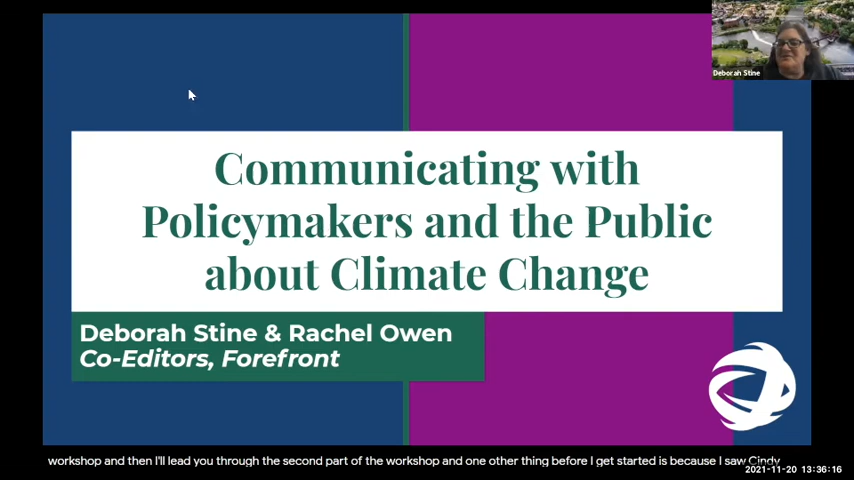 Deborah Stine
Communicating with
Policymakers and the Public
about Climate Change
Deborah Stine & Rachel Owen
Co-Editors, Forefront
workshop and then I'll lead you through the second part of the workshop and one other thing before I get started is because I saw Cindy
2021-11-20 13:36:16